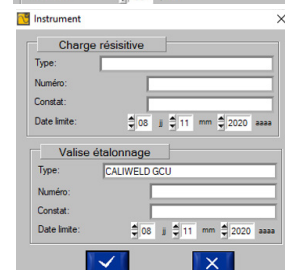 Instrument
Charge résisitive
Type:
Numéro:
Constat:
Date limite: 08 jj 11 mm 2020 aaaa
Valise étalonnage
Type: CALIWELD GCU
Numéro:
Constat:
Date limite: 08 jj 11 mm 2020 aaaa